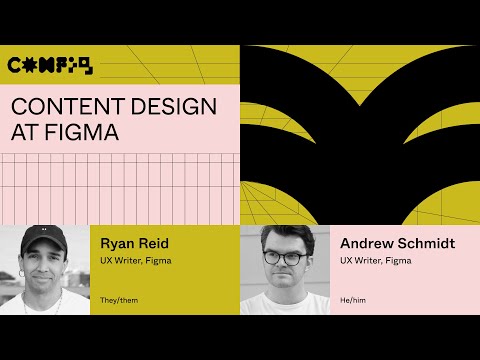 CONFIG
CONTENT DESIGN
AT FIGMA
Ryan Reid
UX Writer, Figma
They/them
Andrew Schmidt
UX Writer, Figma
He/him